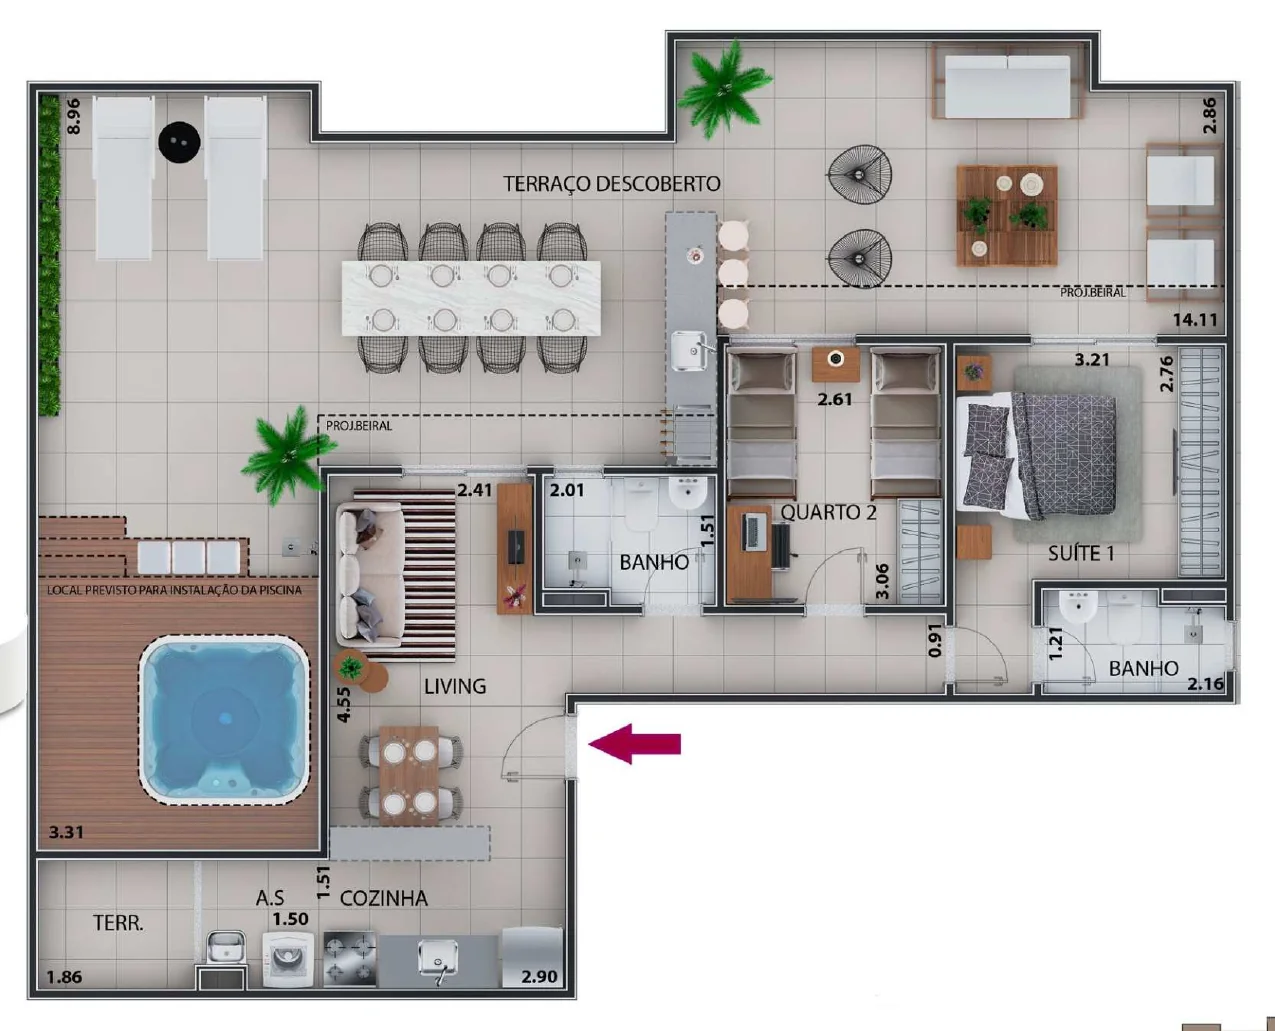 8.96
2.86
TERRAÇO DESCOBERTO
PROJ.BEIRAL
14.11
3.21
2.76
2.61
PROJ.BEIRAL
2.41
2.01
1.51
QUARTO 2
SUÍTE 1
BANHO
3.06
LOCAL PREVISTO PARA INSTALAÇÃO DA PISCINA
0.91
1.21
BANHO
2.16
LIVING
4.55
3.31
1.51
A.S
COZINHA
1.50
TERR.
1.86
2.90